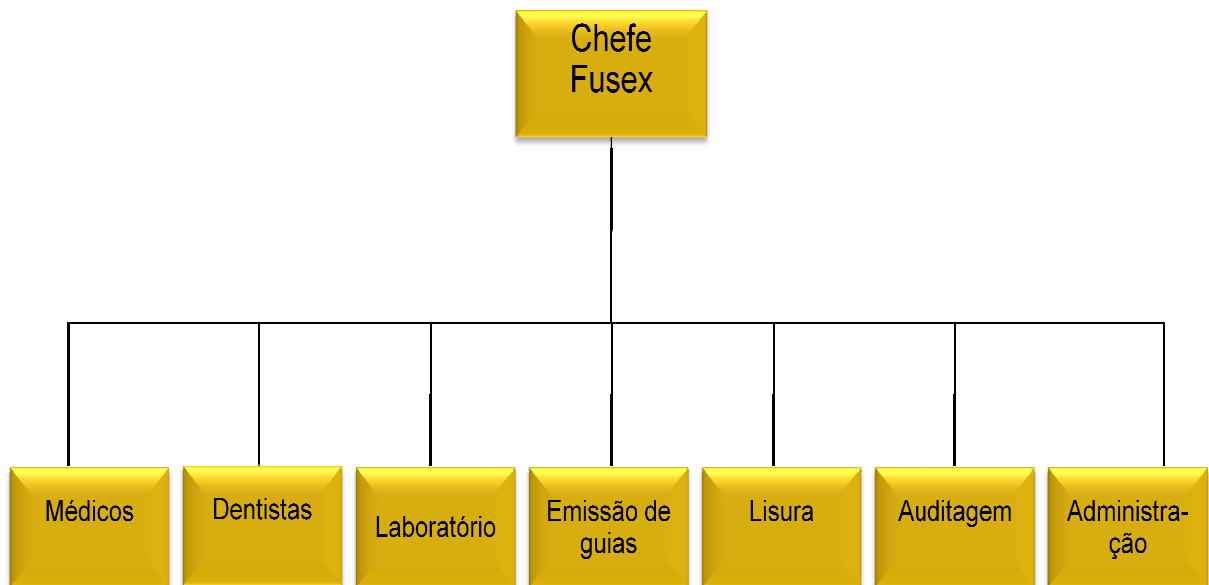 Chefe
Fusex
Médicos
Dentistas
Laboratório
Emissão de
guias
Lisura
Auditagem
Administra-
ção